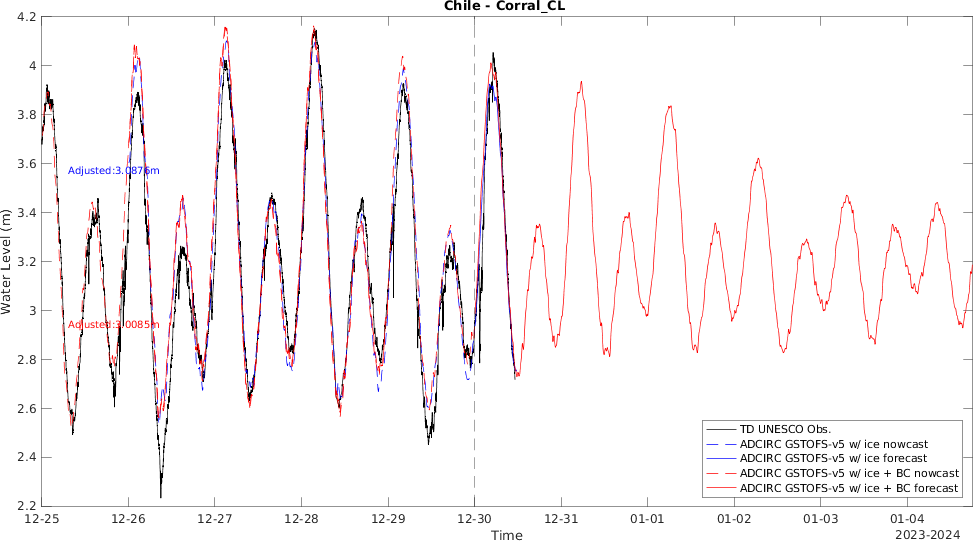 Chile - Corral_CL
4.2
4
3.8
3.6
3.4
3.2
3
2.8
2.6
2.4
2.2
Water Level (m)
Adjusted:3.0876m
Adjusted:3.0085m
TD UNESCO Obs.
ADCIRC GSTOFS-v5 w/ ice nowcast
ADCIRC GSTOFS-v5 w/ ice forecast
ADCIRC GSTOFS-v5 w/ ice + BC nowcast
ADCIRC GSTOFS-v5 w/ ice + BC forecast
12-25 12-26 12-27 12-28 12-29 12-30 12-31 01-01 01-02 01-03 01-04
Time
2023-2024